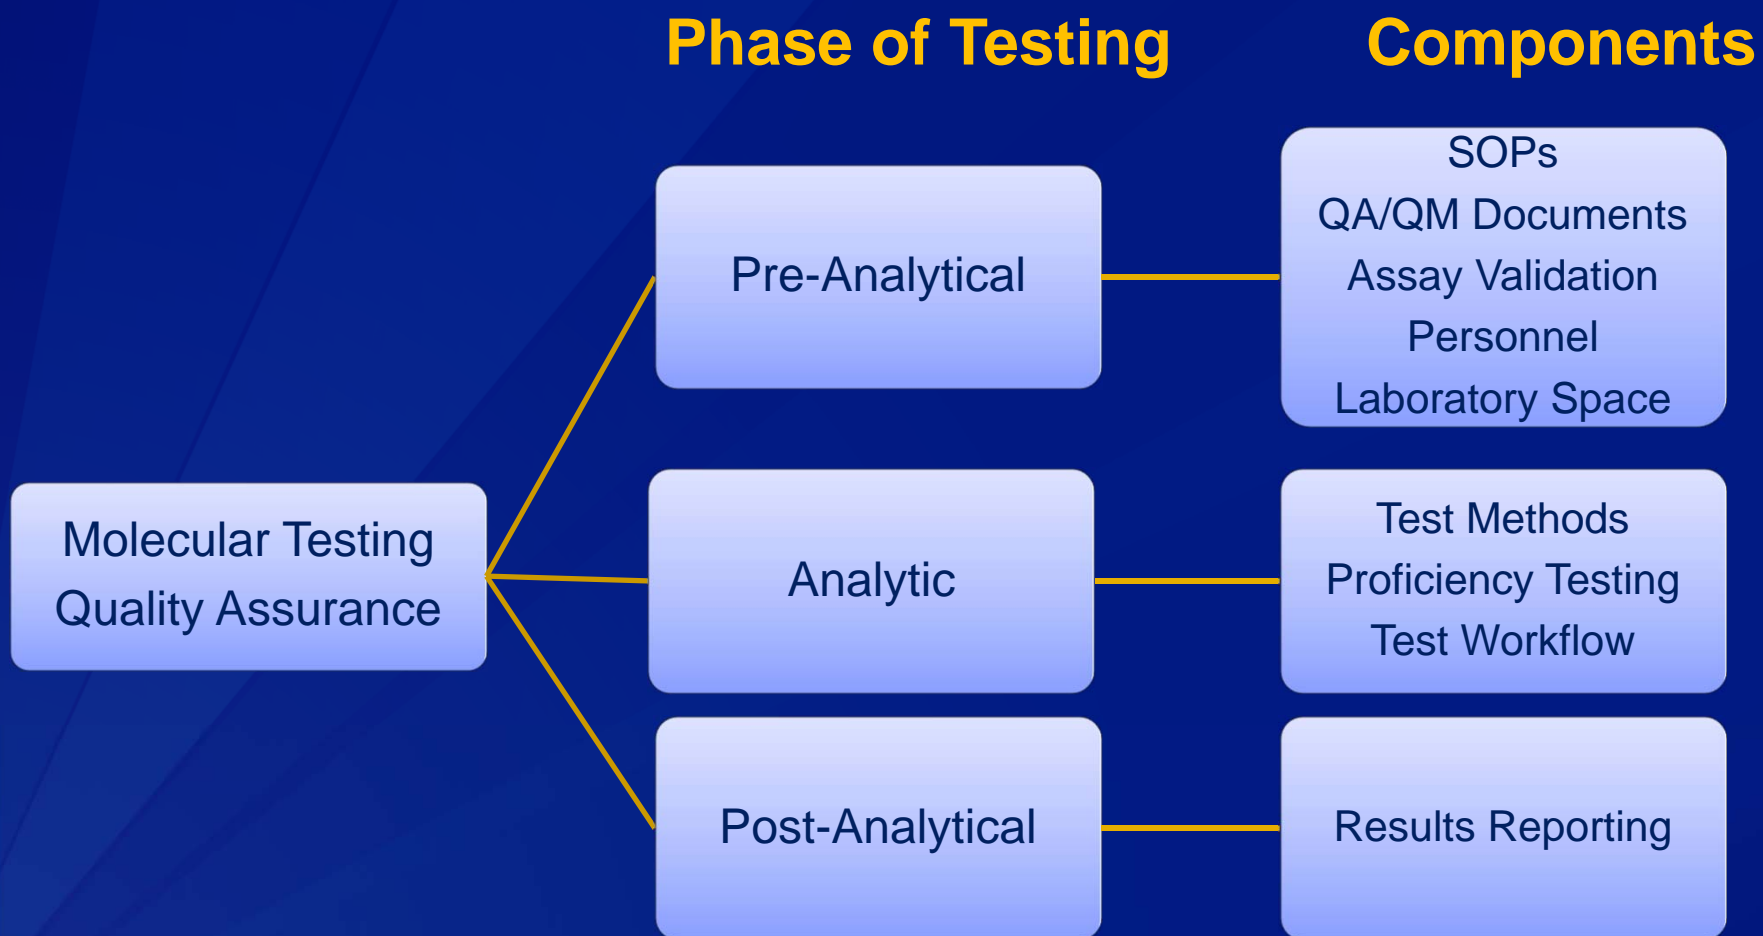 Phase of Testing
Components
Molecular Testing
Quality Assurance
Pre-Analytical
SOPs
QA/QM Documents
Assay Validation
Personnel
Laboratory Space
Analytic
Test Methods
Proficiency Testing
Test Workflow
Post-Analytical
Results Reporting